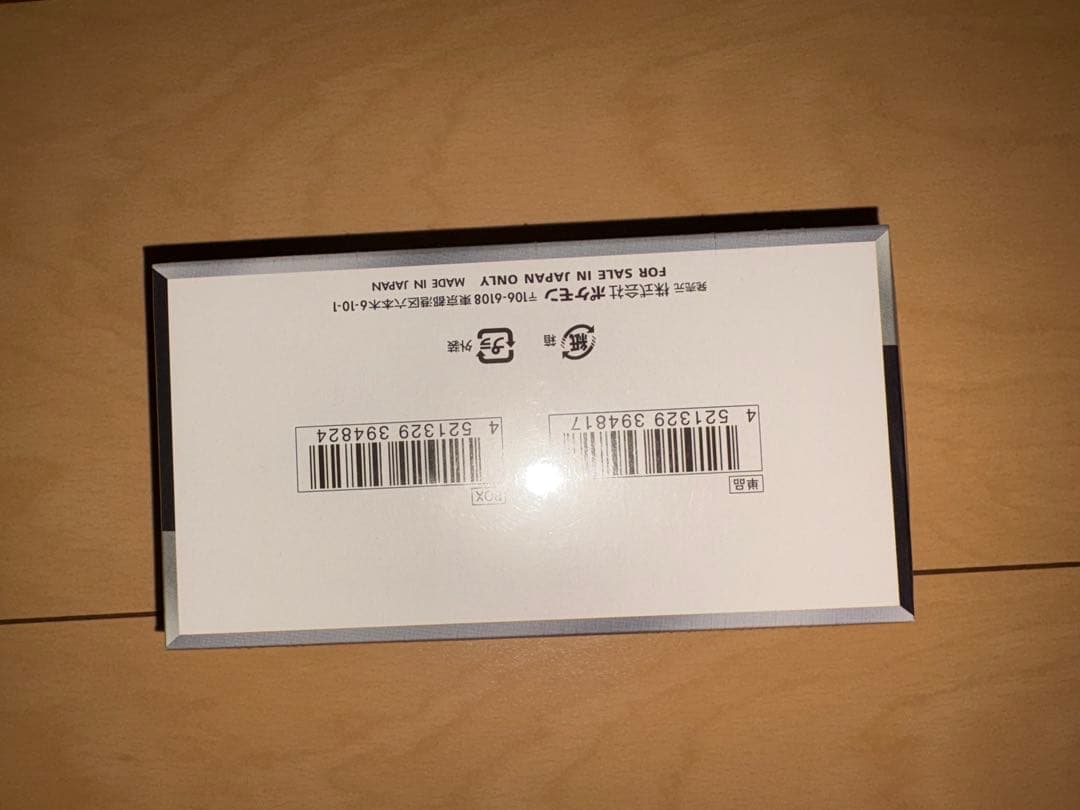 単品
4 521329 394817
BOX
4 521329 394824
紙 箱
プラ 外装
発売元 株式会社ポケモン 〒106-6108 東京都港区六本木6-10-1
FOR SALE IN JAPAN ONLY MADE IN JAPAN